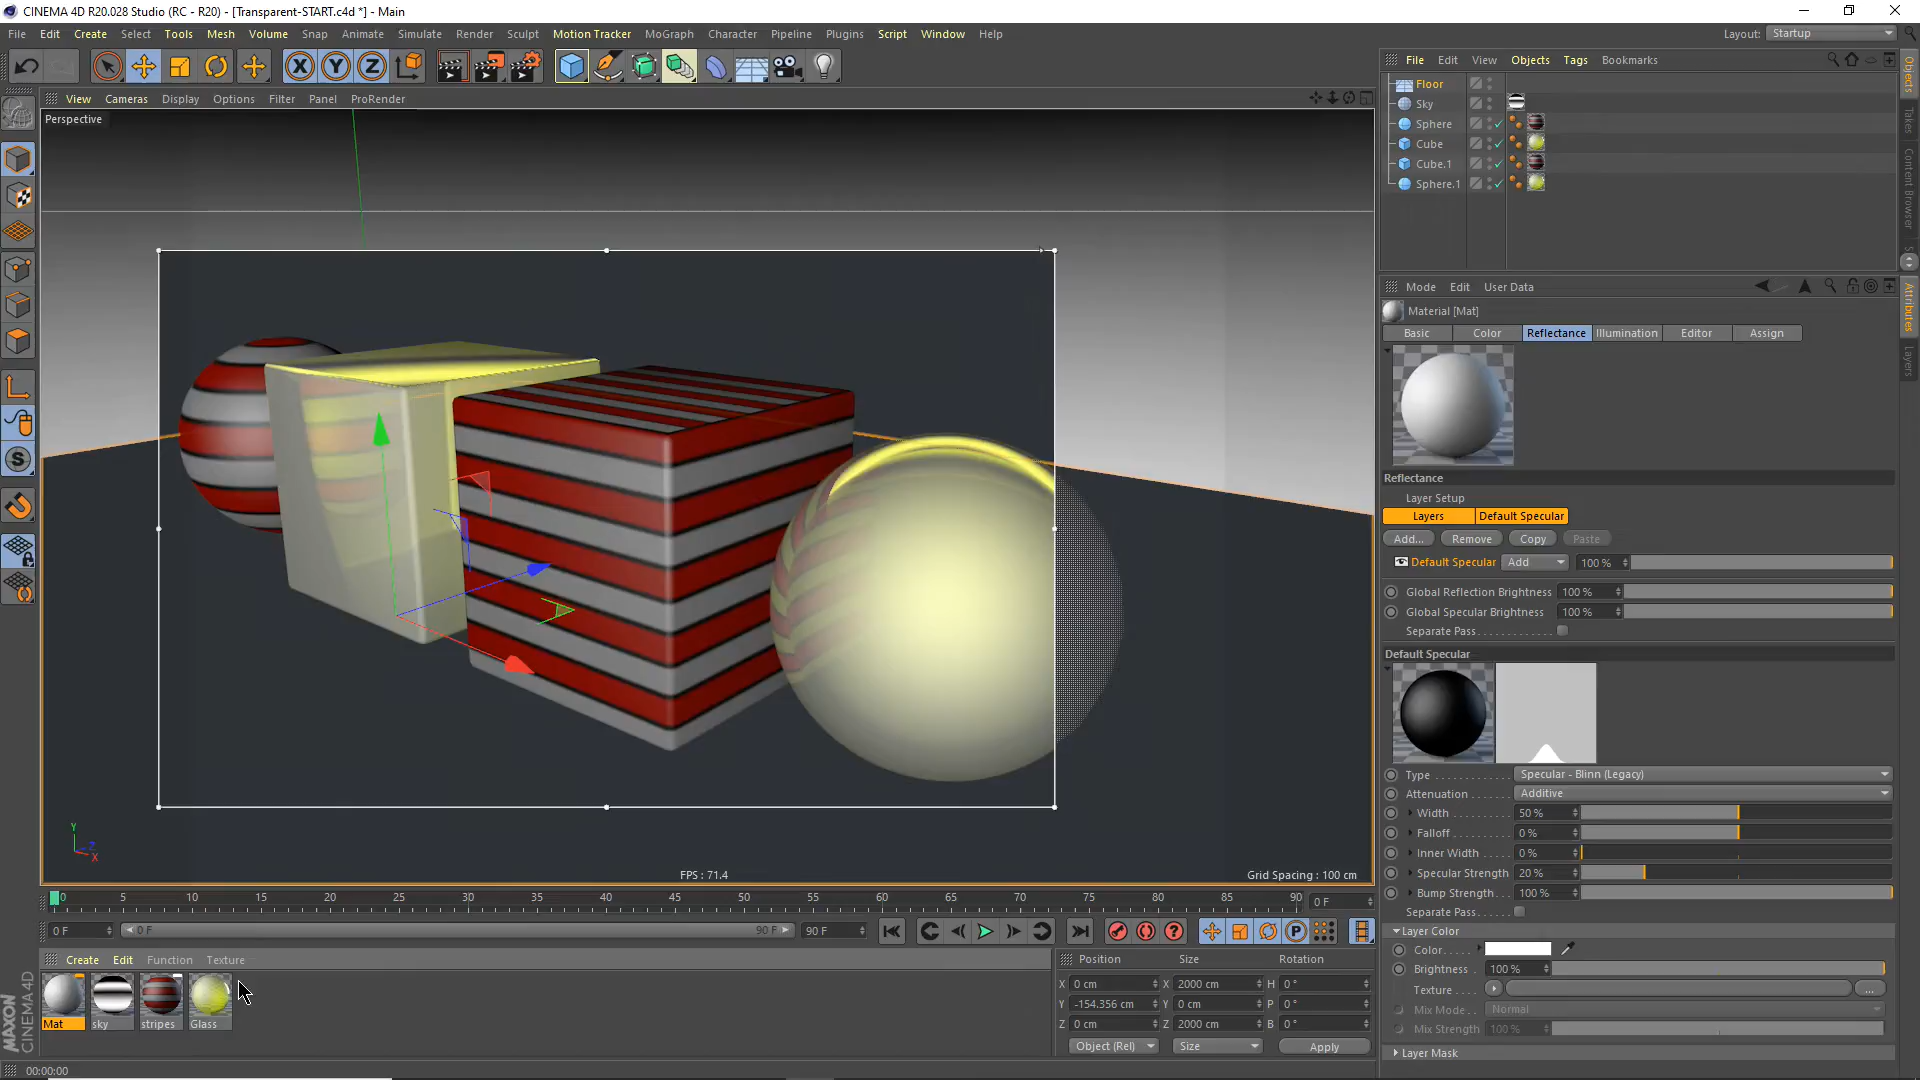 CINEMA 4D R20.028 Studio (RC - R20) - [Transparent-START.c4d *] - Main
File Edit Create Select Tools Mesh Volume Snap Animate Simulate Render Sculpt Motion Tracker MoGraph Character Pipeline Plugins Script Window Help
Layout: Startup
View Cameras Display Options Filter Panel ProRender
Perspective
FPS : 71.4
Grid Spacing : 100 cm
Y
Z
X
File Edit View Objects Tags Bookmarks
Floor
Sky
Sphere
Cube
Cube.1
Sphere.1
Objects
Takes
Content Browser
Attributes
Layers
Mode Edit User Data
Material [Mat]
Basic Color Reflectance Illumination Editor Assign
Reflectance
Layer Setup
Layers Default Specular
Add... Remove Copy Paste
Default Specular Add 100 %
Global Reflection Brightness 100 %
Global Specular Brightness 100 %
Separate Pass
Default Specular
Type Specular - Blinn (Legacy)
Attenuation Additive
Width 50 %
Falloff 0 %
Inner Width 0 %
Specular Strength 20 %
Bump Strength 100 %
Separate Pass
Layer Color
Color
Brightness 100 %
Texture ...
Mix Mode Normal
Mix Strength 100 %
Layer Mask
0 5 10 15 20 25 30 35 40 45 50 55 60 65 70 75 80 85 90 0 F
0 F 0 F 90 F 90 F
Create Edit Function Texture
Mat sky stripes Glass
Position Size Rotation
X 0 cm X 2000 cm H 0 °
Y -154.356 cm Y 0 cm P 0 °
Z 0 cm Z 2000 cm B 0 °
Object (Rel) Size Apply
MAXON
CINEMA 4D
00:00:00